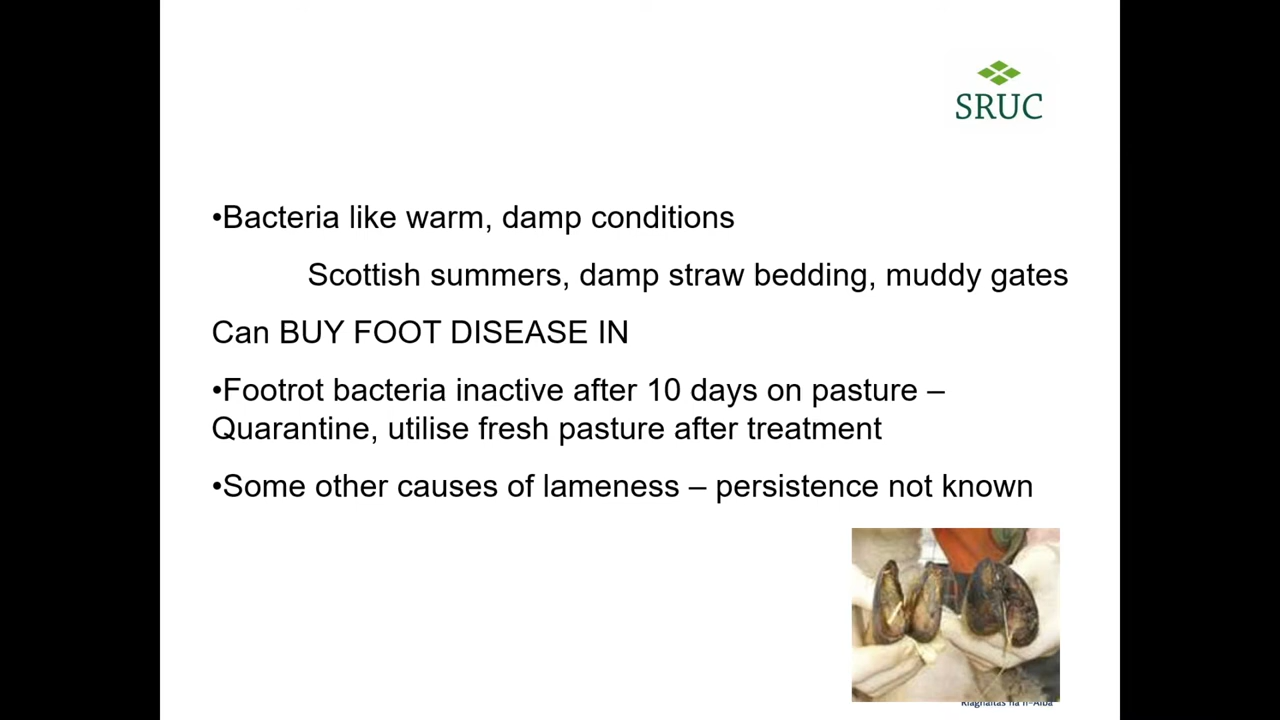 SRUC
•Bacteria like warm, damp conditions
Scottish summers, damp straw bedding, muddy gates
Can BUY FOOT DISEASE IN
•Footrot bacteria inactive after 10 days on pasture –
Quarantine, utilise fresh pasture after treatment
•Some other causes of lameness – persistence not known